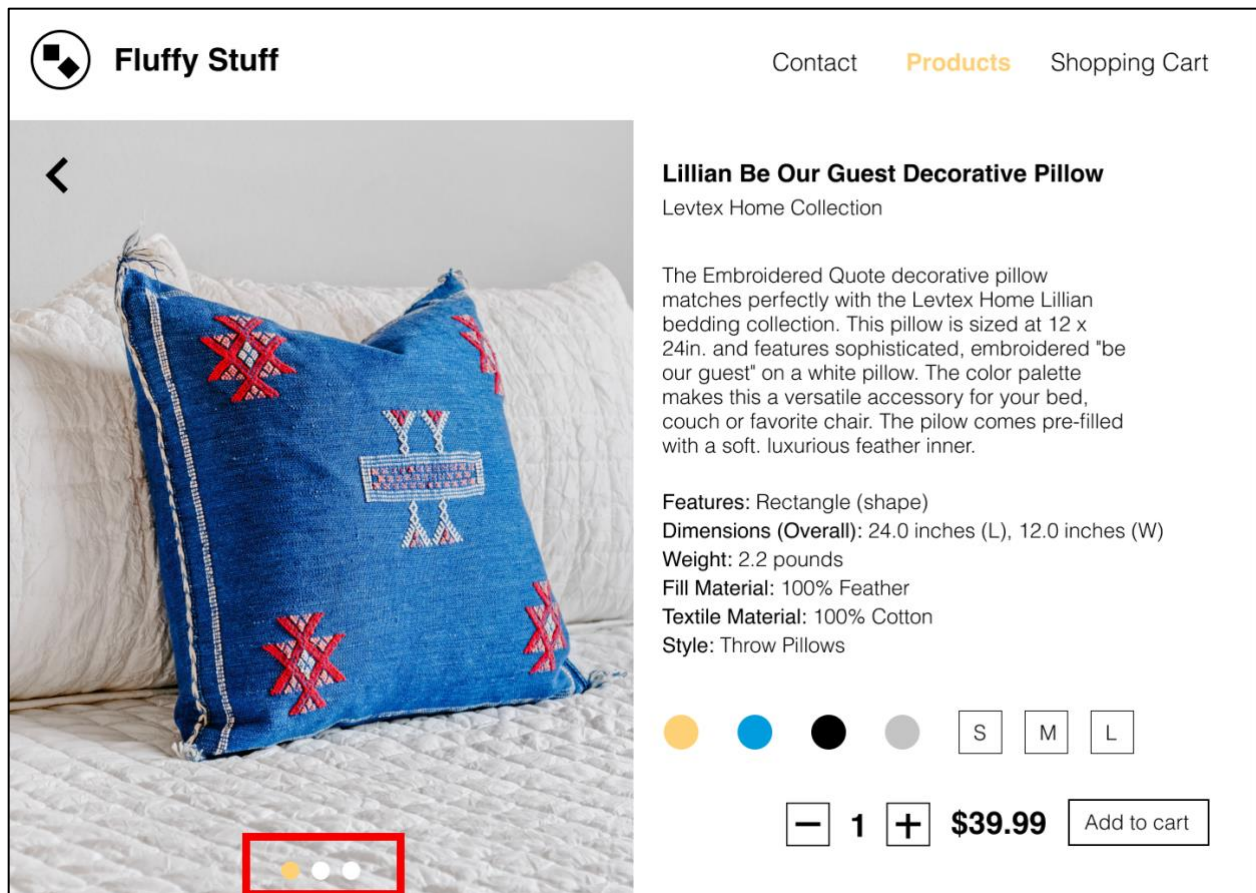 Fluffy Stuff
Contact
Products
Shopping Cart
Lillian Be Our Guest Decorative Pillow
Levtex Home Collection
The Embroidered Quote decorative pillow
matches perfectly with the Levtex Home Lillian
bedding collection. This pillow is sized at 12 x
24in. and features sophisticated, embroidered "be
our guest" on a white pillow. The color palette
makes this a versatile accessory for your bed,
couch or favorite chair. The pilow comes pre-filled
with a soft. luxurious feather inner.
Features: Rectangle (shape)
Dimensions (Overall): 24.0 inches (L), 12.0 inches (W)
Weight: 2.2 pounds
Fill Material: 100% Feather
Textile Material: 100% Cotton
Style: Throw Pillows
S
M
L
1
$39.99
Add to cart